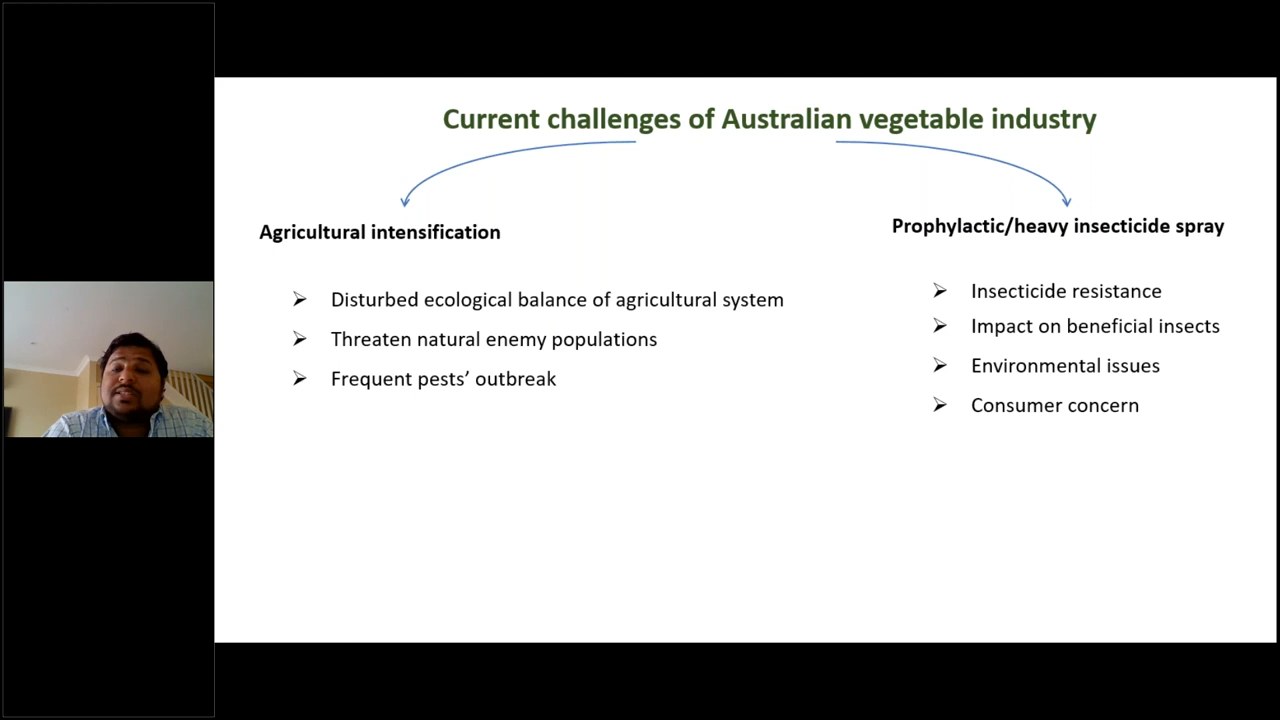 Current challenges of Australian vegetable industry
Agricultural intensification
Disturbed ecological balance of agricultural system
Threaten natural enemy populations
Frequent pests’ outbreak
Prophylactic/heavy insecticide spray
Insecticide resistance
Impact on beneficial insects
Environmental issues
Consumer concern